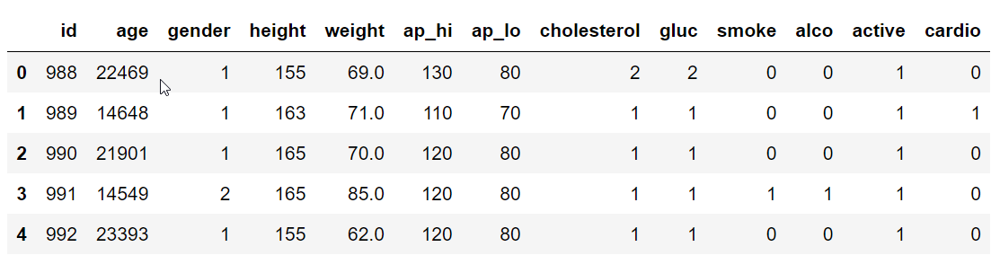 id age gender height weight ap_hi ap_lo cholesterol gluc smoke alco active cardio
0 988 22469 1 155 69.0 130 80 2 2 0 0 1 0
1 989 14648 1 163 71.0 110 70 1 1 0 0 1 1
2 990 21901 1 165 70.0 120 80 1 1 0 0 1 0
3 991 14549 2 165 85.0 120 80 1 1 1 1 1 0
4 992 23393 1 155 62.0 120 80 1 1 0 0 1 0